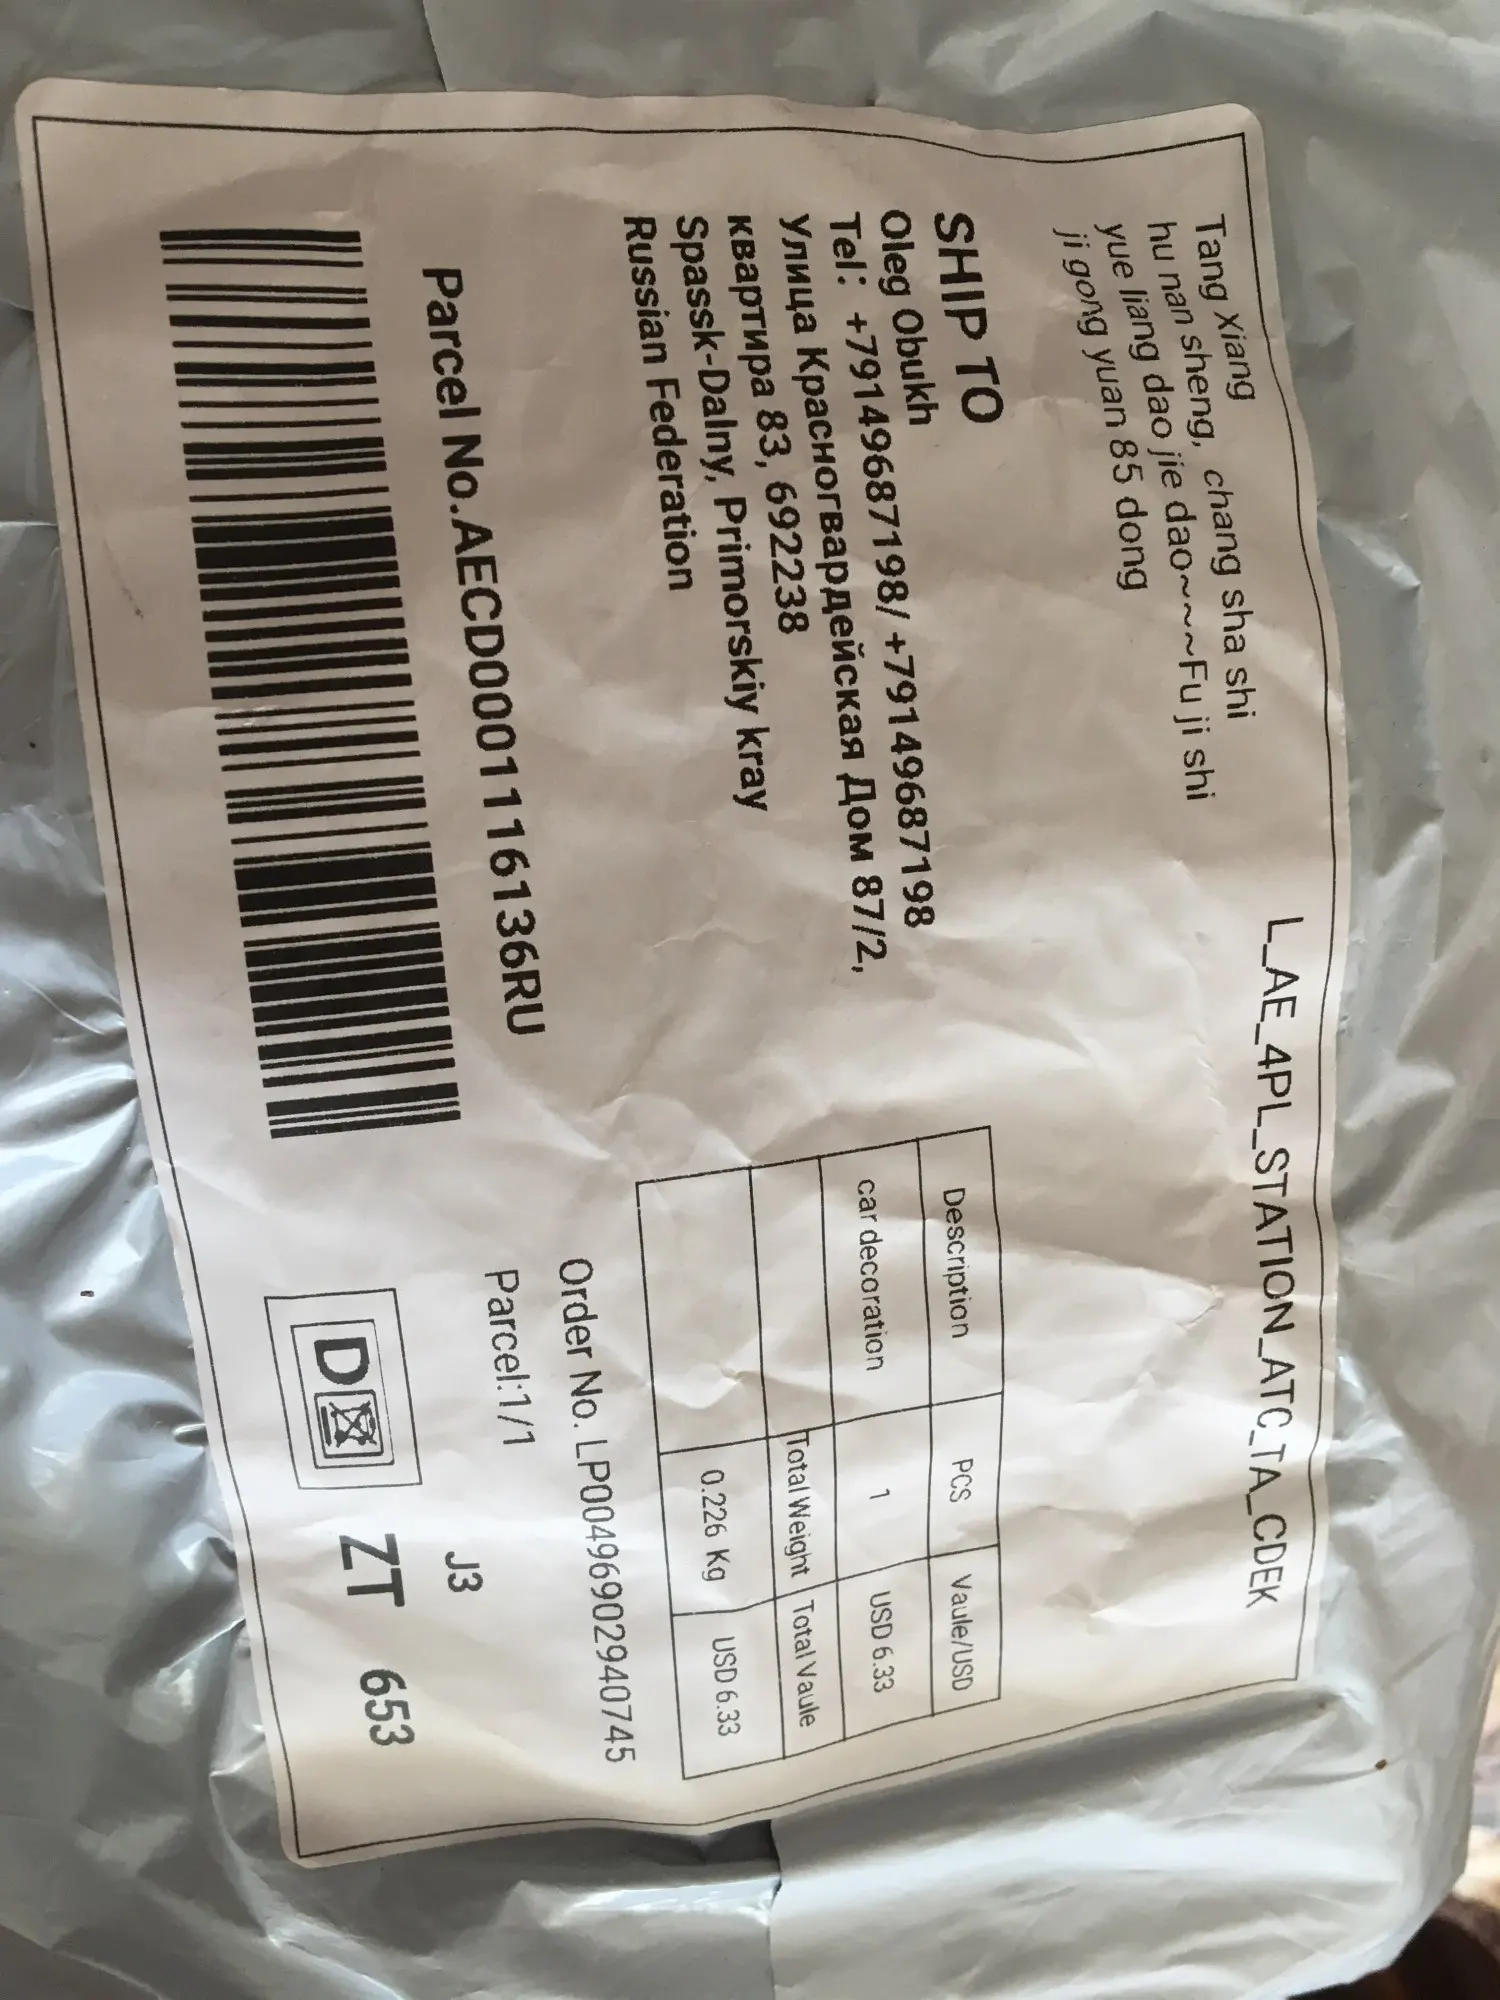 L_AE_4PL_STATION_ATC_TA_CDEK
Tang Xiang
hu nan sheng, chang sha shi
yue liang dao jie dao~~~Fu ji shi
ji gong yuan 85 dong
SHIP TO
Oleg Obukh
Tel: +79149687198/ +79149687198
Улица Красногвардейская Дом 87/2,
квартира 83, 692238
Spassk-Dalny, Primorskiy kray
Russian Federation
Description PCS Vaule/USD
car decoration 1 USD 6.33
Total Weight Total Vaule
0.226 Kg USD 6.33
Order No. LP00496902940745
Parcel:1/1
Parcel No.AECD0001116136RU
J3
D
ZT 653